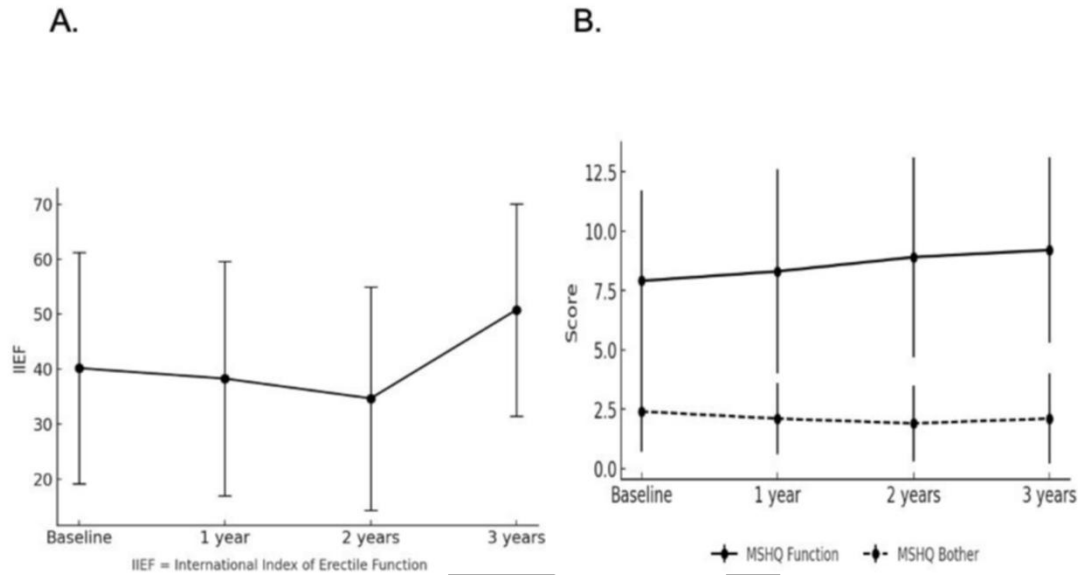 A.
IIEF
70
60
50
40
30
20
Baseline 1 year 2 years 3 years
IIEF = International Index of Erectile Function
B.
Score
12.5
10.0
7.5
5.0
2.5
0.0
Baseline 1 year 2 years 3 years
MSHQ Function MSHQ Bother